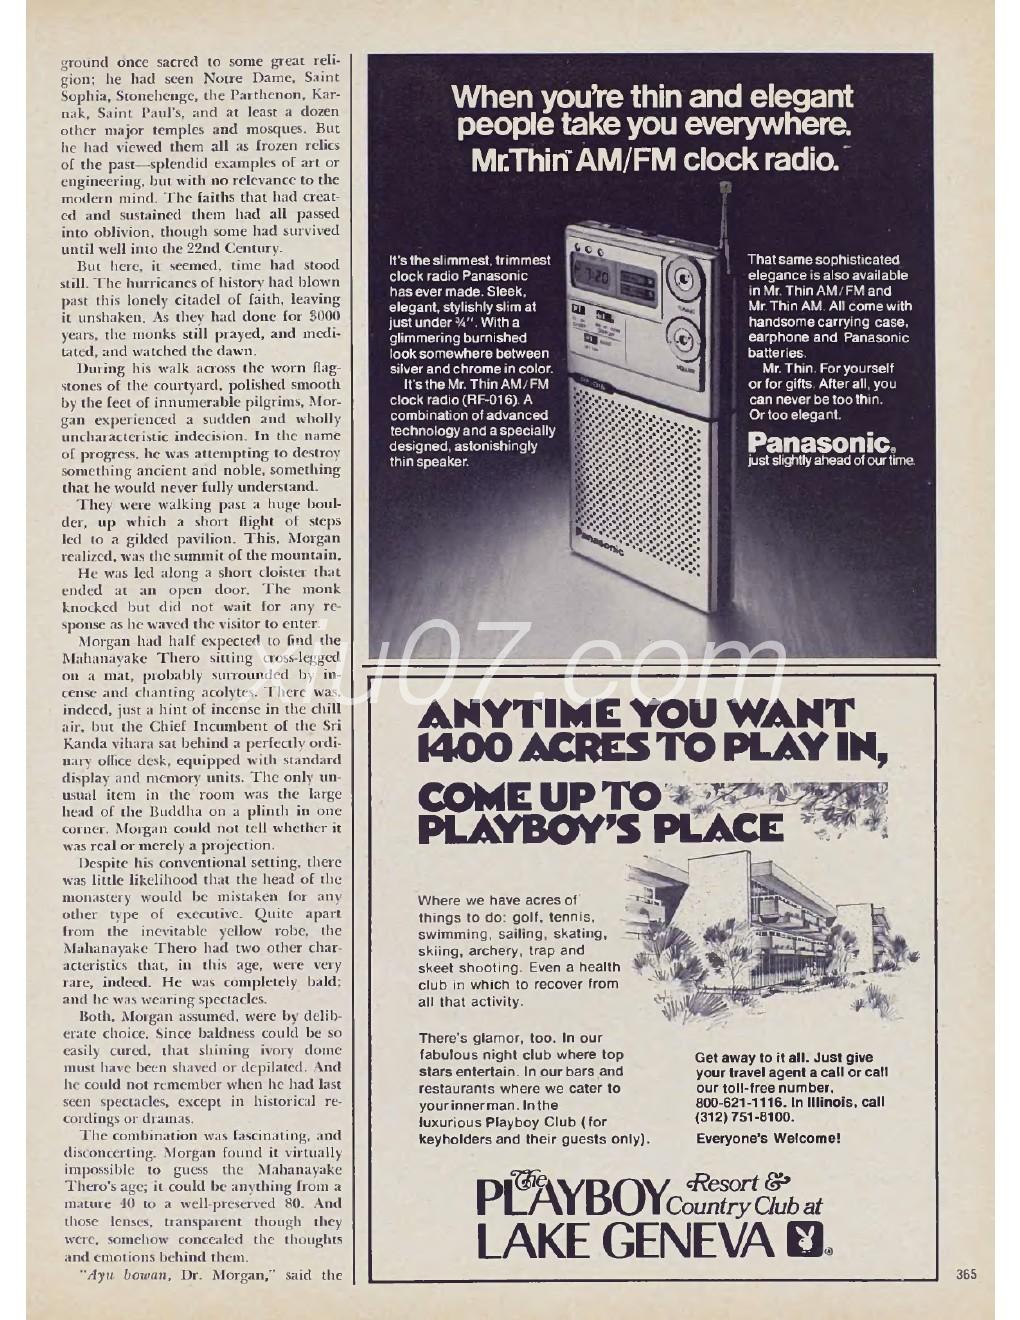 ground once sacred to some great reli-
gion; he had seen Notre Dame, Saint
Sophia, Stonehenge, the Parthenon, Kar-
nak, Saint Paul's, and at least a dozen
other major temples and mosques. But
he had viewed them all as frozen relics
of the past—splendid examples of art or
engineering, but with no relevance to the
modern mind. The faiths that had creat-
ed and sustained them had all passed
into oblivion, though some had survived
until well into the 22nd Century.
But here, it seemed, time had stood
still. The hurricanes of history had blown
past this lonely citadel of faith, leaving
it unshaken. As they had done for 3000
years, the monks still prayed, and medi-
tated, and watched the dawn.
During his walk across the worn flag-
stones of the courtyard, polished smooth
by the feet of innumerable pilgrims, Mor-
gan experienced a sudden and wholly
uncharacteristic indecision. In the name
of progress, he was attempting to destroy
something ancient and noble, something
that he would never fully understand.
They were walking past a huge boul-
der, up which a short flight of steps
led to a gilded pavilion. This, Morgan
realized, was the summit of the mountain.
He was led along a short cloister that
ended at an open door. The monk
knocked but did not wait for any re-
sponse as he waved the visitor to enter.
Morgan had half expected to find the
Mahanayake Thero sitting cross-legged
on a mat, probably surrounded by in-
cense and chanting acolytes. There was,
indeed, just a hint of incense in the chill
air, but the Chief Incumbent of the Sri
Kanda vihara sat behind a perfectly ordi-
nary office desk, equipped with standard
display and memory units. The only un-
usual item in the room was the large
head of the Buddha on a plinth in one
corner. Morgan could not tell whether it
was real or merely a projection.
Despite his conventional setting, there
was little likelihood that the head of the
monastery would be mistaken for any
other type of executive. Quite apart
from the inevitable yellow robe, the
Mahanayake Thero had two other char-
acteristics that, in this age, were very
rare, indeed. He was completely bald;
and he was wearing spectacles.
Both, Morgan assumed, were by delib-
erate choice. Since baldness could be so
easily cured, that shining ivory dome
must have been shaved or depilated. And
he could not remember when he had last
seen spectacles, except in historical re-
cordings or dramas.
The combination was fascinating, and
disconcerting. Morgan found it virtually
impossible to guess the Mahanayake
Thero's age; it could be anything from a
mature 40 to a well-preserved 80. And
those lenses, transparent though they
were, somehow concealed the thoughts
and emotions behind them.
"Ayu bowan, Dr. Morgan," said the
When you're thin and elegant
people take you everywhere.
Mr.Thin™ AM/FM clock radio.
It's the slimmest, trimmest
clock radio Panasonic
has ever made. Sleek,
elegant, stylishly slim at
just under ¾". With a
glimmering burnished
look somewhere between
silver and chrome in color.
It's the Mr. Thin AM/FM
clock radio (RF-016). A
combination of advanced
technology and a specially
designed, astonishingly
thin speaker.
7:20
Panasonic
That same sophisticated
elegance is also available
in Mr. Thin AM/FM and
Mr. Thin AM. All come with
handsome carrying case,
earphone and Panasonic
batteries.
Mr. Thin. For yourself
or for gifts. After all, you
can never be too thin.
Or too elegant.
Panasonic®
just slightly ahead of our time.
xiu07.com
ANYTIME YOU WANT
1400 ACRES TO PLAY IN,
COME UP TO
PLAYBOY'S PLACE
Where we have acres of
things to do: golf, tennis,
swimming, sailing, skating,
skiing, archery, trap and
skeet shooting. Even a health
club in which to recover from
all that activity.
There's glamor, too. In our
fabulous night club where top
stars entertain. In our bars and
restaurants where we cater to
your inner man. In the
luxurious Playboy Club (for
keyholders and their guests only).
Get away to it all. Just give
your travel agent a call or call
our toll-free number,
800-621-1116. In Illinois, call
(312) 751-8100.
Everyone's Welcome!
The
PLAYBOY Resort &
Country Club at
LAKE GENEVA ®
365